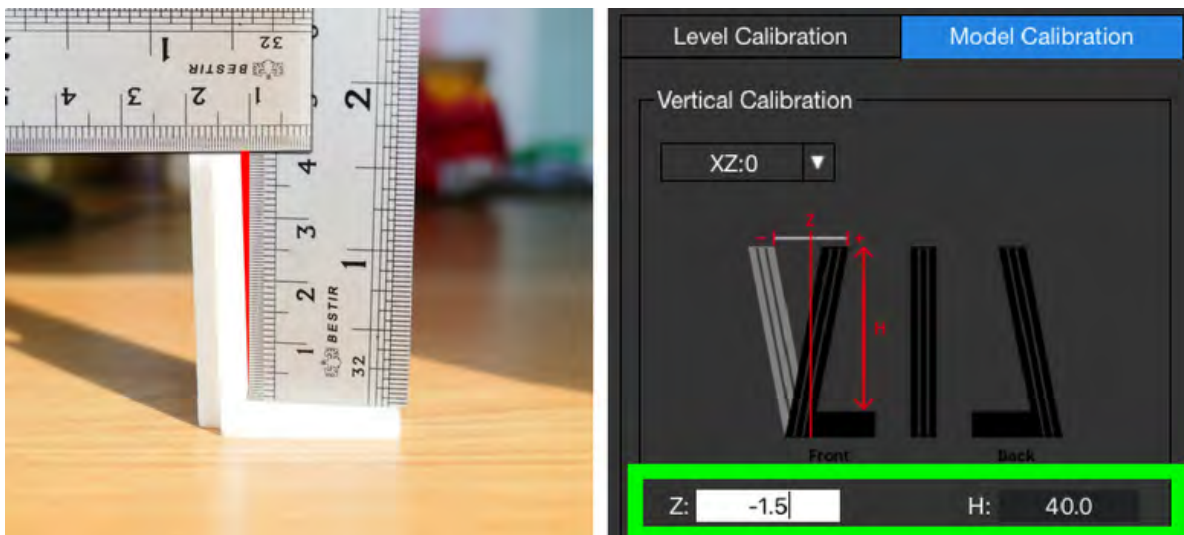 1 32
BESTIR
4 3 2 1
2
4
3
1
2
BESTIR
1
32
Level Calibration
Model Calibration
Vertical Calibration
XZ:0
Z
- +
H
Front
Back
Z: -1.5
H: 40.0